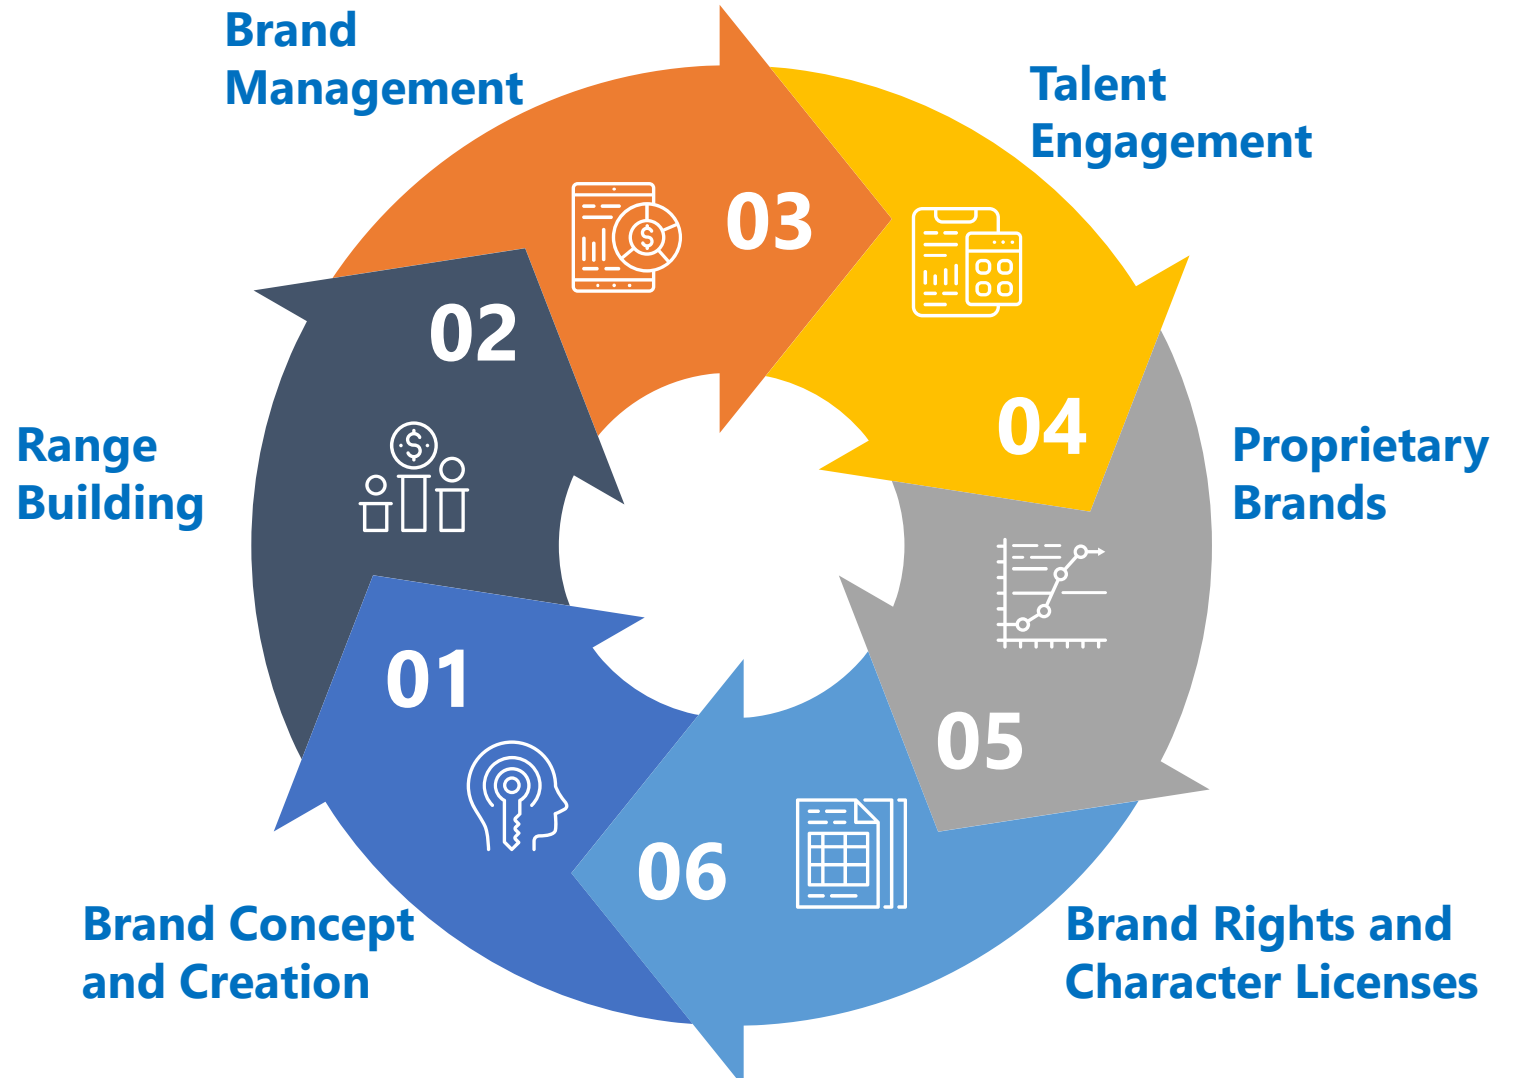 Brand
Management
03
Talent
Engagement
02
04
Range
Building
Proprietary
Brands
01
05
06
Brand Concept
and Creation
Brand Rights and
Character Licenses
$
$